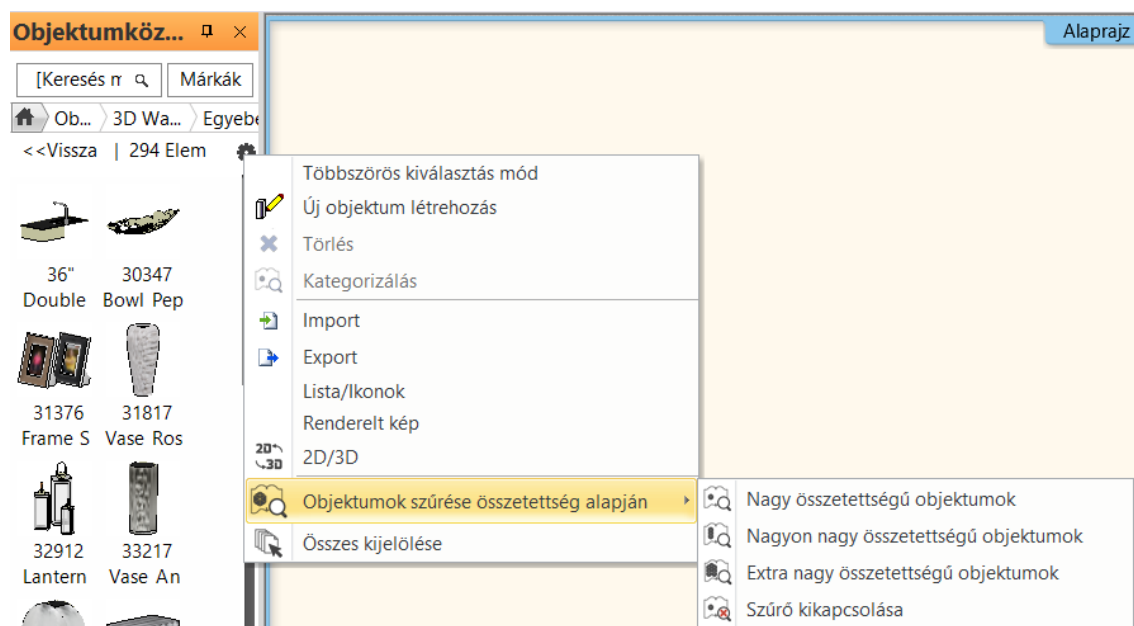 Objektumköz...
Alaprajz
[Keresés m
Márkák
Ob... 3D Wa... Egyebe
<<Vissza | 294 Elem
Többszörös kiválasztás mód
Új objektum létrehozás
Törlés
Kategorizálás
Import
Export
Lista/Ikonok
Renderelt kép
2D/3D
Objektumok szűrése összetettség alapján
Összes kijelölése
Nagy összetettségű objektumok
Nagyon nagy összetettségű objektumok
Extra nagy összetettségű objektumok
Szűrő kikapcsolása
36"
Double
30347
Bowl Pep
31376
Frame S
31817
Vase Ros
32912
Lantern
33217
Vase An